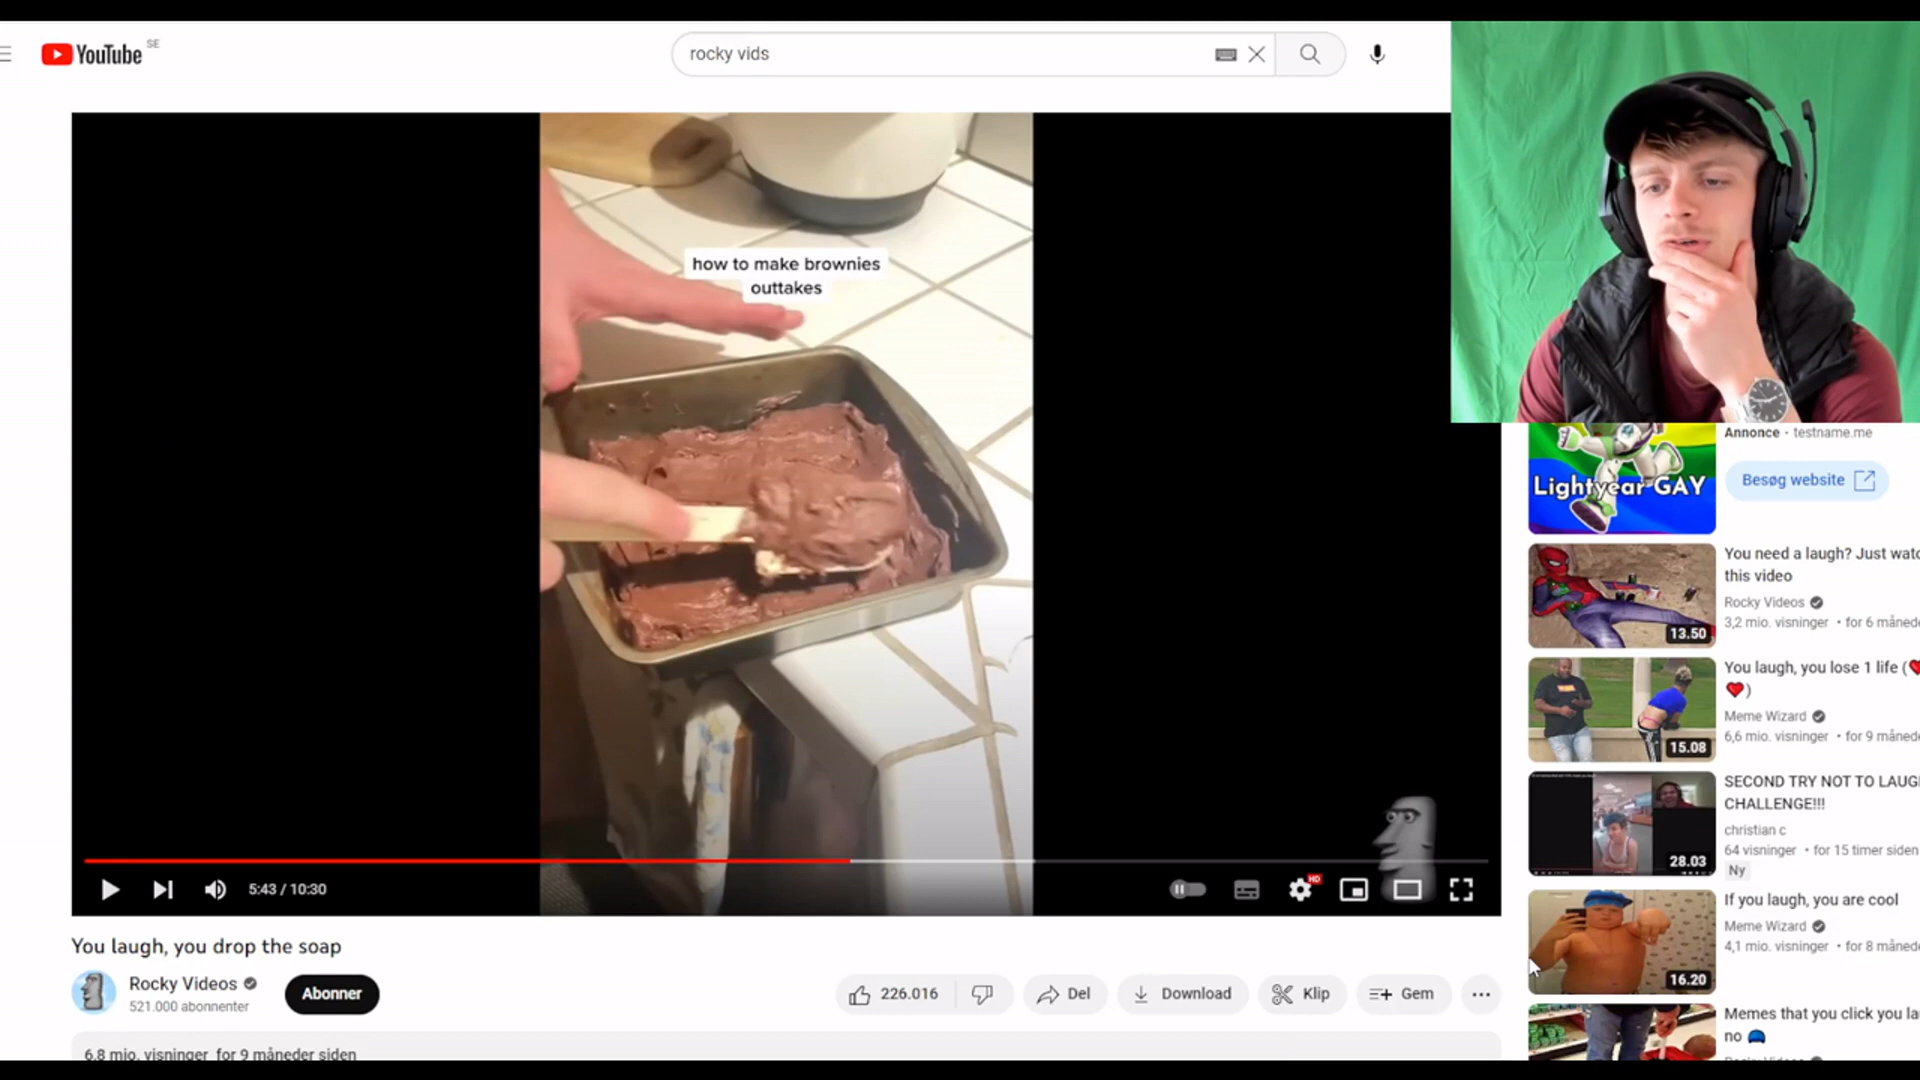 YouTube SE
rocky vids
how to make brownies
outtakes
5:43 / 10:30
HD
You laugh, you drop the soap
Rocky Videos
521.000 abonnenter
Abonner
226.016
Del
Download
Klip
Gem
6,8 mio. visninger for 9 måneder siden
Lightyear GAY
Annonce · testname.me
Besøg website
You need a laugh? Just watc
this video
Rocky Videos
3,2 mio. visninger · for 6 månede
13.50
You laugh, you lose 1 life (
)
Meme Wizard
6,6 mio. visninger · for 9 månede
15.08
SECOND TRY NOT TO LAUG
CHALLENGE!!!
christian c
64 visninger · for 15 timer siden
Ny
28.03
If you laugh, you are cool
Meme Wizard
4,1 mio. visninger · for 8 månede
16.20
Memes that you click you la
no